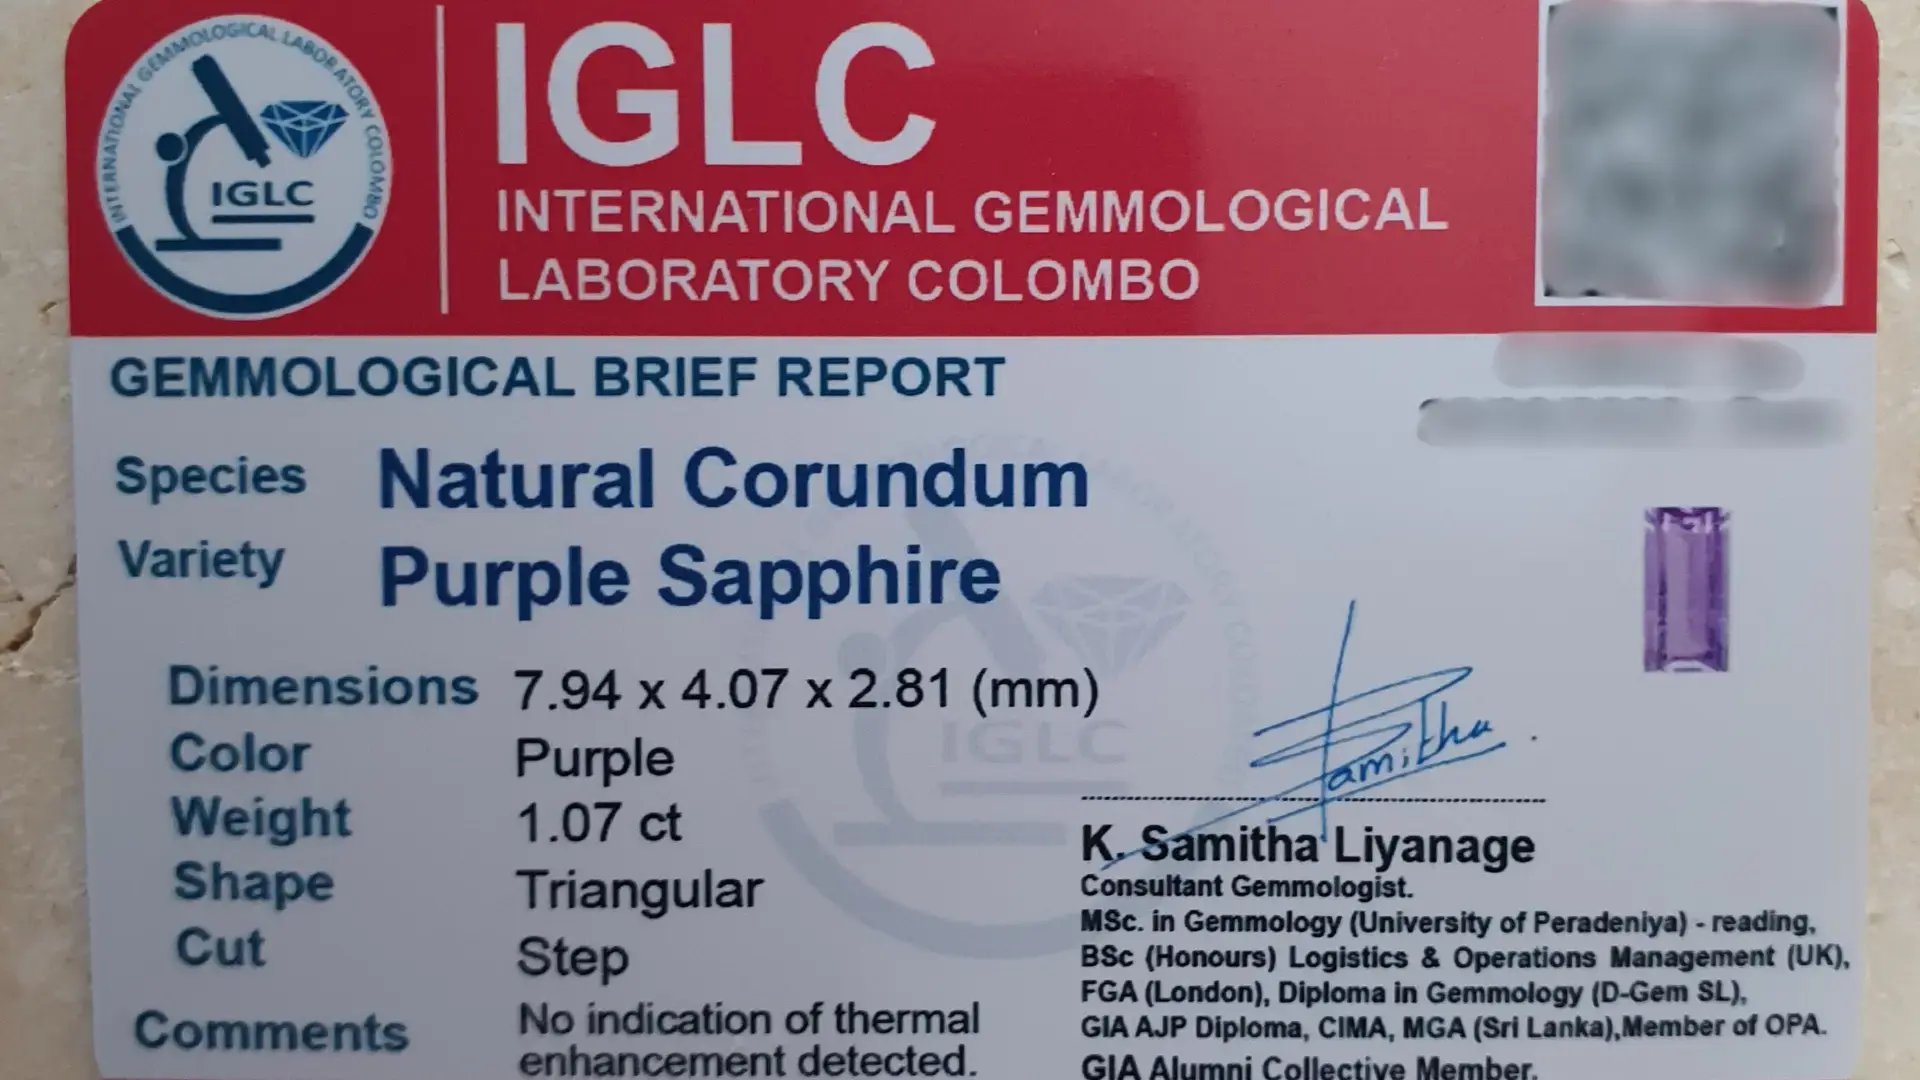 INTERNATIONAL GEMMOLOGICAL LABORATORY COLOMBO
IGLC
IGLC
INTERNATIONAL GEMMOLOGICAL
LABORATORY COLOMBO
GEMMOLOGICAL BRIEF REPORT
Species Natural Corundum
Variety Purple Sapphire
Dimensions 7.94 x 4.07 x 2.81 (mm)
Color Purple
Weight 1.07 ct
Shape Triangular
Cut Step
Comments No indication of thermal
enhancement detected.
IGLC
Samitha
K. Samitha Liyanage
Consultant Gemmologist.
MSc. in Gemmology (University of Peradeniya) - reading,
BSc (Honours) Logistics & Operations Management (UK),
FGA (London), Diploma in Gemmology (D-Gem SL),
GIA AJP Diploma, CIMA, MGA (Sri Lanka),Member of OPA.
GIA Alumni Collective Member.